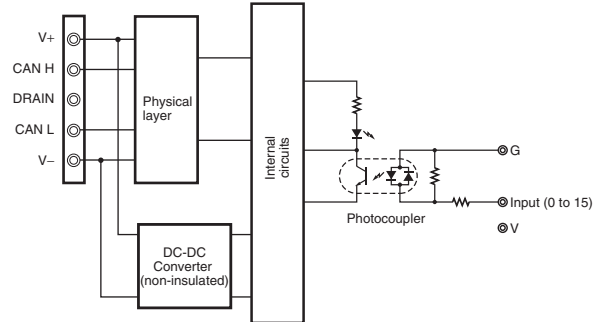 V+
CAN H
DRAIN
CAN L
V–
Physical
layer
DC-DC
Converter
(non-insulated)
Internal
circuits
Photocoupler
G
Input (0 to 15)
V